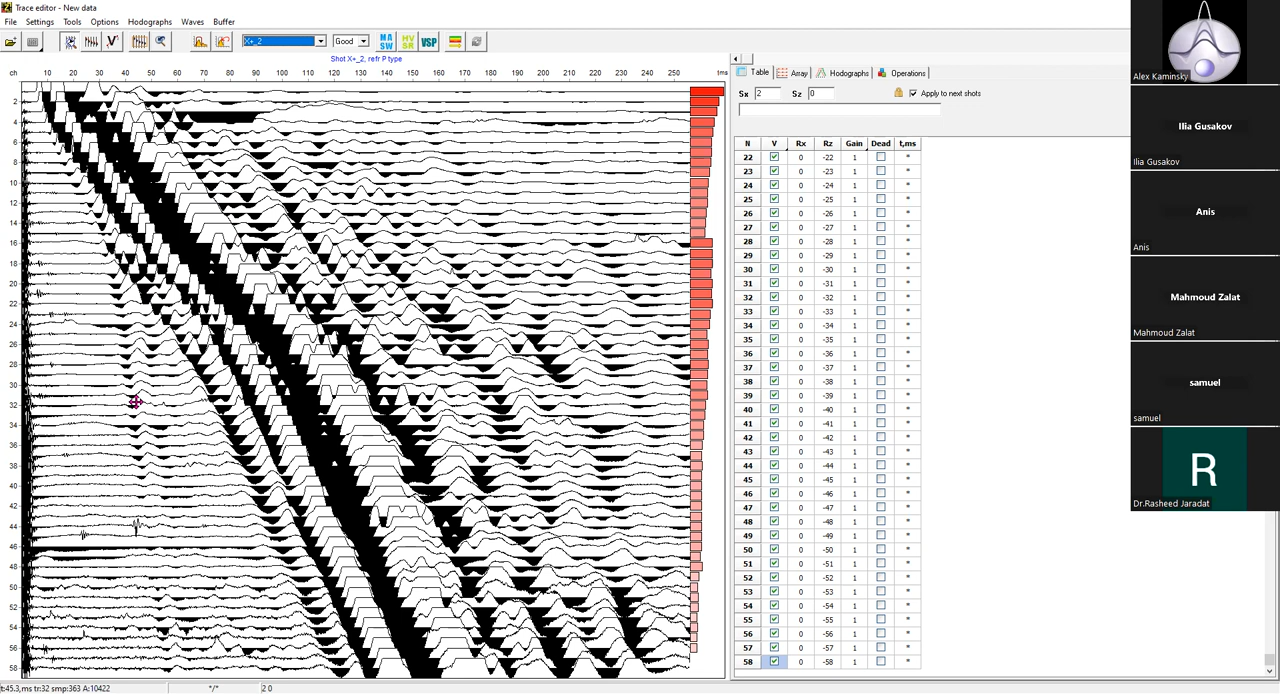 Trace editor - New data
File Settings Tools Options Hodographs Waves Buffer
X+_2 Good MA SW HV SR VSP
Shot X+_2, refr P type
ch 10 20 30 40 50 60 70 80 90 100 110 120 130 140 150 160 170 180 190 200 210 220 230 240 250 tms
2
4
6
8
10
12
14
16
18
20
22
24
26
28
30
32
34
36
38
40
42
44
46
48
50
52
54
56
58
Table Array Hodographs Operations
Sx 2 Sz 0 Apply to next shots
N V Rx Rz Gain Dead t,ms
22 0 -22 1 *
23 0 -23 1 *
24 0 -24 1 *
25 0 -25 1 *
26 0 -26 1 *
27 0 -27 1 *
28 0 28 1 *
29 0 -29 1 *
30 0 -30 1 *
31 0 -31 1 *
32 0 -32 1 *
33 0 -33 1 *
34 0 -34 1 *
35 0 -35 1 *
36 0 -36 1 *
37 0 -37 1 *
38 0 -38 1 *
39 0 -39 1 *
40 0 -40 1 *
41 0 -41 1 *
42 0 -42 1 *
43 0 -43 1 *
44 0 -44 1 *
45 0 -45 1 *
46 0 -46 1 *
47 0 -47 1 *
48 0 -48 1 *
49 0 -49 1 *
50 0 -50 1 *
51 0 -51 1 *
52 0 -52 1 *
53 0 -53 1 *
54 0 -54 1 *
55 0 -55 1 *
56 0 -56 1 *
57 0 -57 1 *
58 0 -58 1 *
t:45.3,ms tr:32 smp:363 A:10422 */* 2 0
Alex Kaminsky
Ilia Gusakov
Ilia Gusakov
Anis
Anis
Mahmoud Zalat
Mahmoud Zalat
samuel
samuel
R
Dr.Rasheed Jaradat